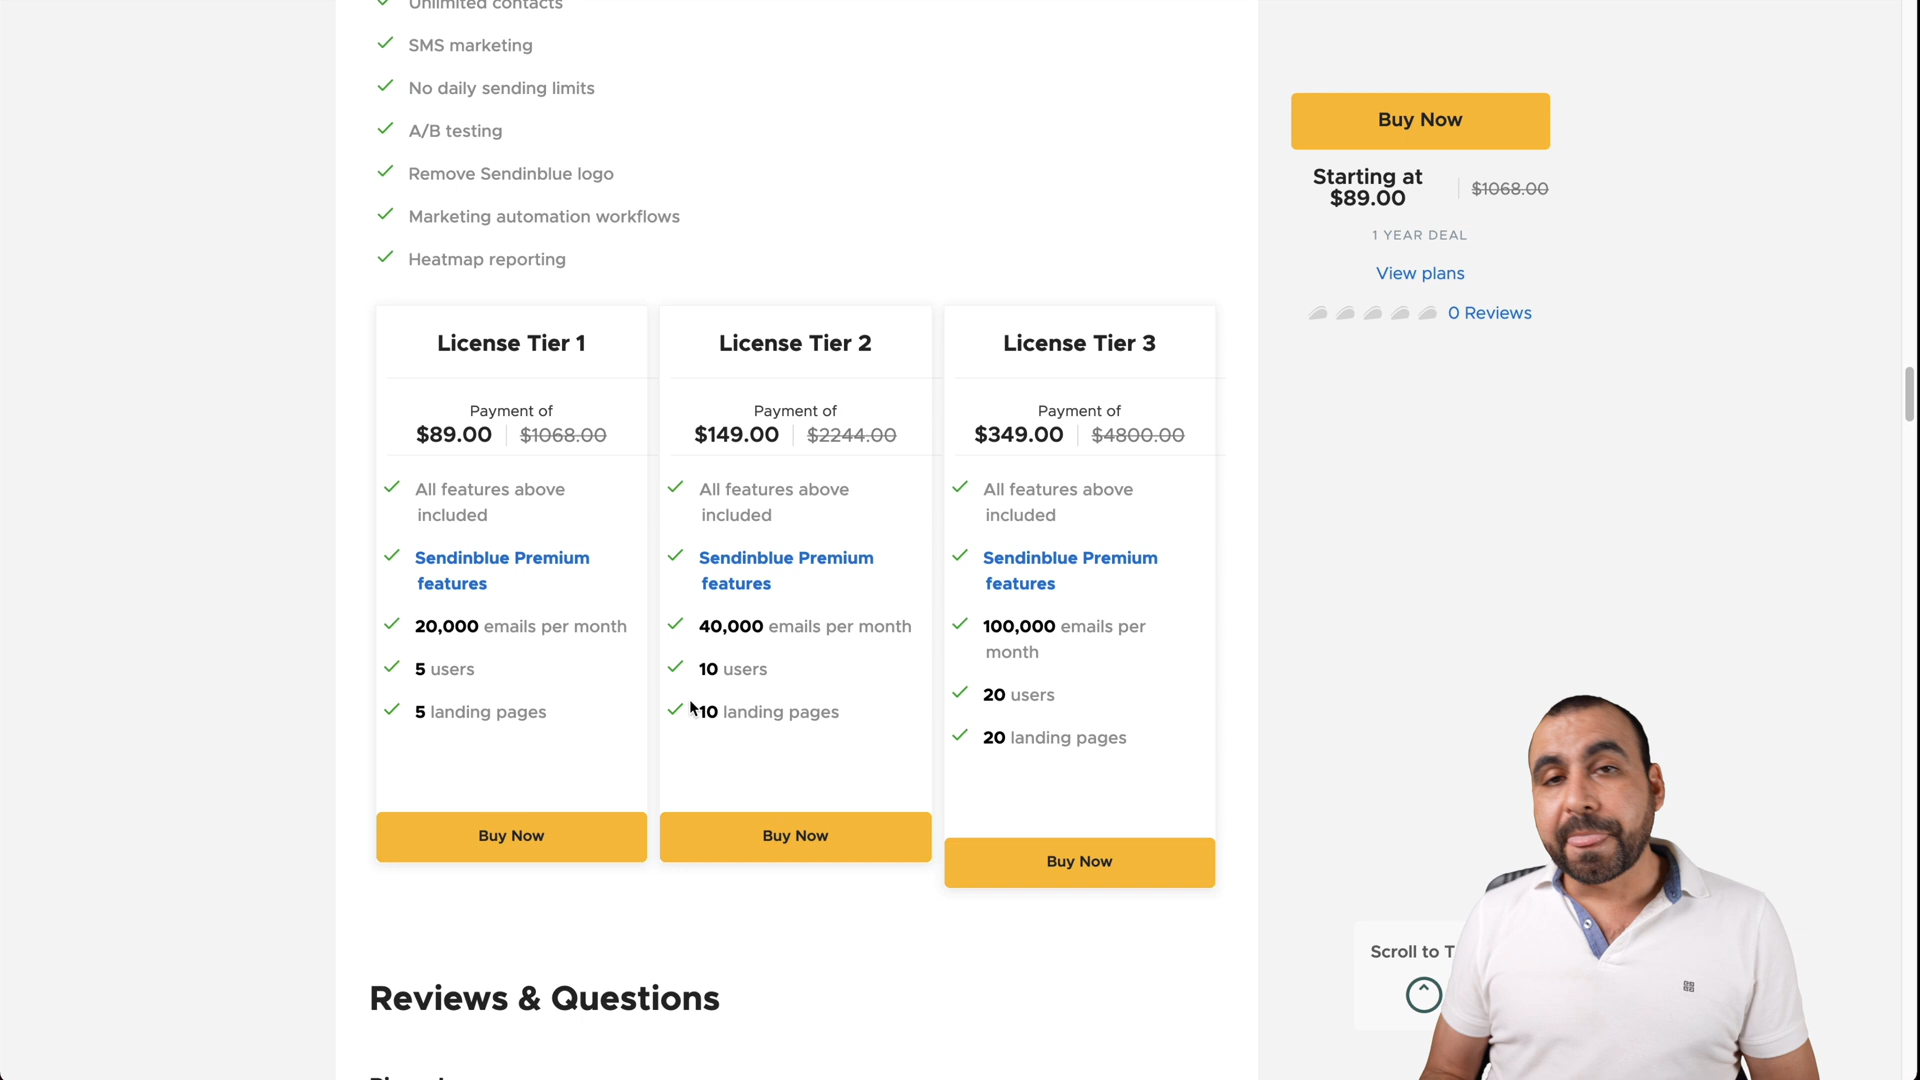 Unlimited contacts
SMS marketing
No daily sending limits
A/B testing
Remove Sendinblue logo
Marketing automation workflows
Heatmap reporting
License Tier 1
Payment of
$89.00 $1068.00
All features above
included
Sendinblue Premium
features
20,000 emails per month
5 users
5 landing pages
Buy Now
License Tier 2
Payment of
$149.00 $2244.00
All features above
included
Sendinblue Premium
features
40,000 emails per month
10 users
10 landing pages
Buy Now
License Tier 3
Payment of
$349.00 $4800.00
All features above
included
Sendinblue Premium
features
100,000 emails per
month
20 users
20 landing pages
Buy Now
Reviews & Questions
Buy Now
Starting at
$89.00 $1068.00
1 YEAR DEAL
View plans
0 Reviews
Scroll to T